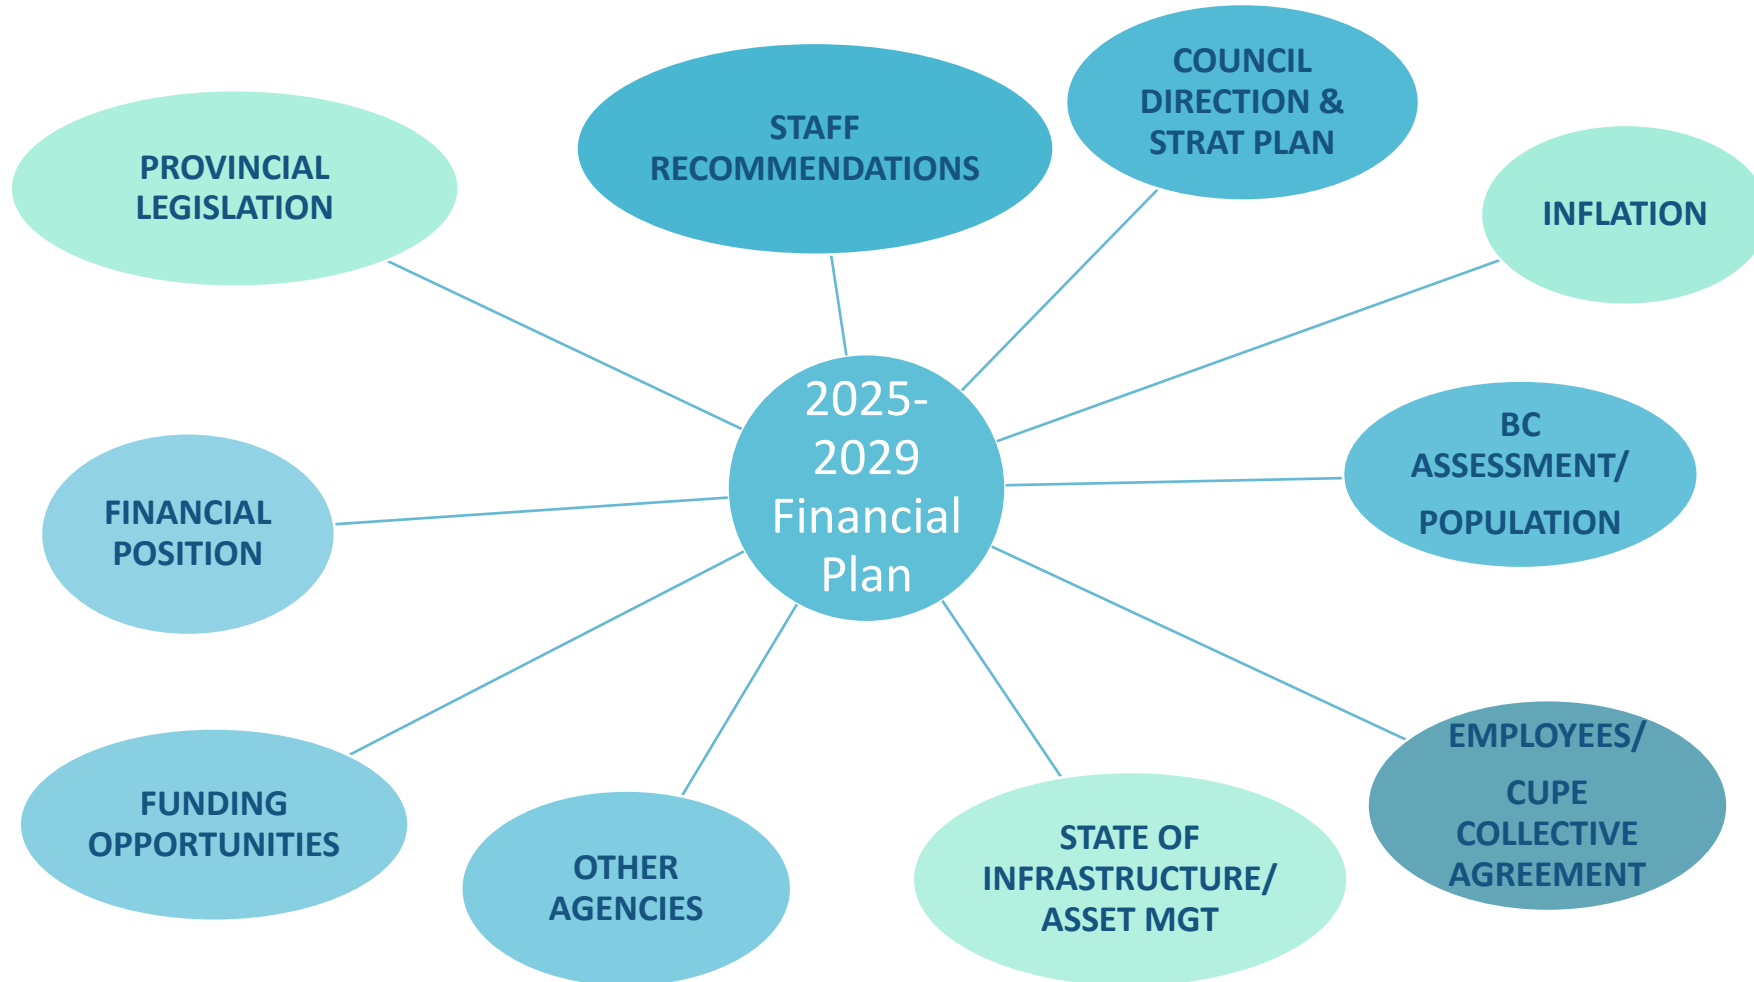 COUNCIL
DIRECTION &
STRAT PLAN
STAFF
RECOMMENDATIONS
PROVINCIAL
LEGISLATION
INFLATION
2025-
2029
Financial
Plan
BC
ASSESSMENT/
POPULATION
FINANCIAL
POSITION
EMPLOYEES/
CUPE
COLLECTIVE
AGREEMENT
FUNDING
OPPORTUNITIES
OTHER
AGENCIES
STATE OF
INFRASTRUCTURE/
ASSET MGT